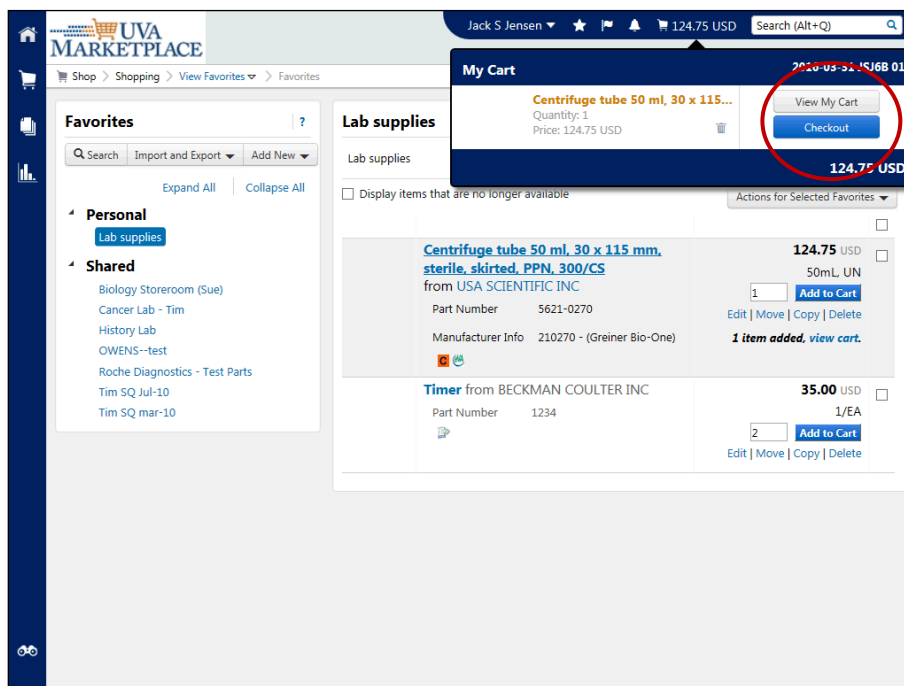 UVA
MARKETPLACE
Jack S Jensen
124.75 USD
Search (Alt+Q)
Shop > Shopping > View Favorites > Favorites
My Cart
2016-03-31 JSJ6B 01
Centrifuge tube 50 ml, 30 x 115...
Quantity: 1
Price: 124.75 USD
View My Cart
Checkout
124.75 USD
Favorites
?
Search
Import and Export
Add New
Expand All
Collapse All
Personal
Lab supplies
Shared
Biology Storeroom (Sue)
Cancer Lab - Tim
History Lab
OWENS--test
Roche Diagnostics - Test Parts
Tim SQ Jul-10
Tim SQ mar-10
Lab supplies
Lab supplies
Display items that are no longer available
Actions for Selected Favorites
Centrifuge tube 50 ml, 30 x 115 mm,
sterile, skirted, PPN, 300/CS
from USA SCIENTIFIC INC
Part Number 5621-0270
Manufacturer Info 210270 - (Greiner Bio-One)
C
124.75 USD
50mL, UN
1 Add to Cart
Edit | Move | Copy | Delete
1 item added, view cart.
Timer from BECKMAN COULTER INC
Part Number 1234
35.00 USD
1/EA
2 Add to Cart
Edit | Move | Copy | Delete